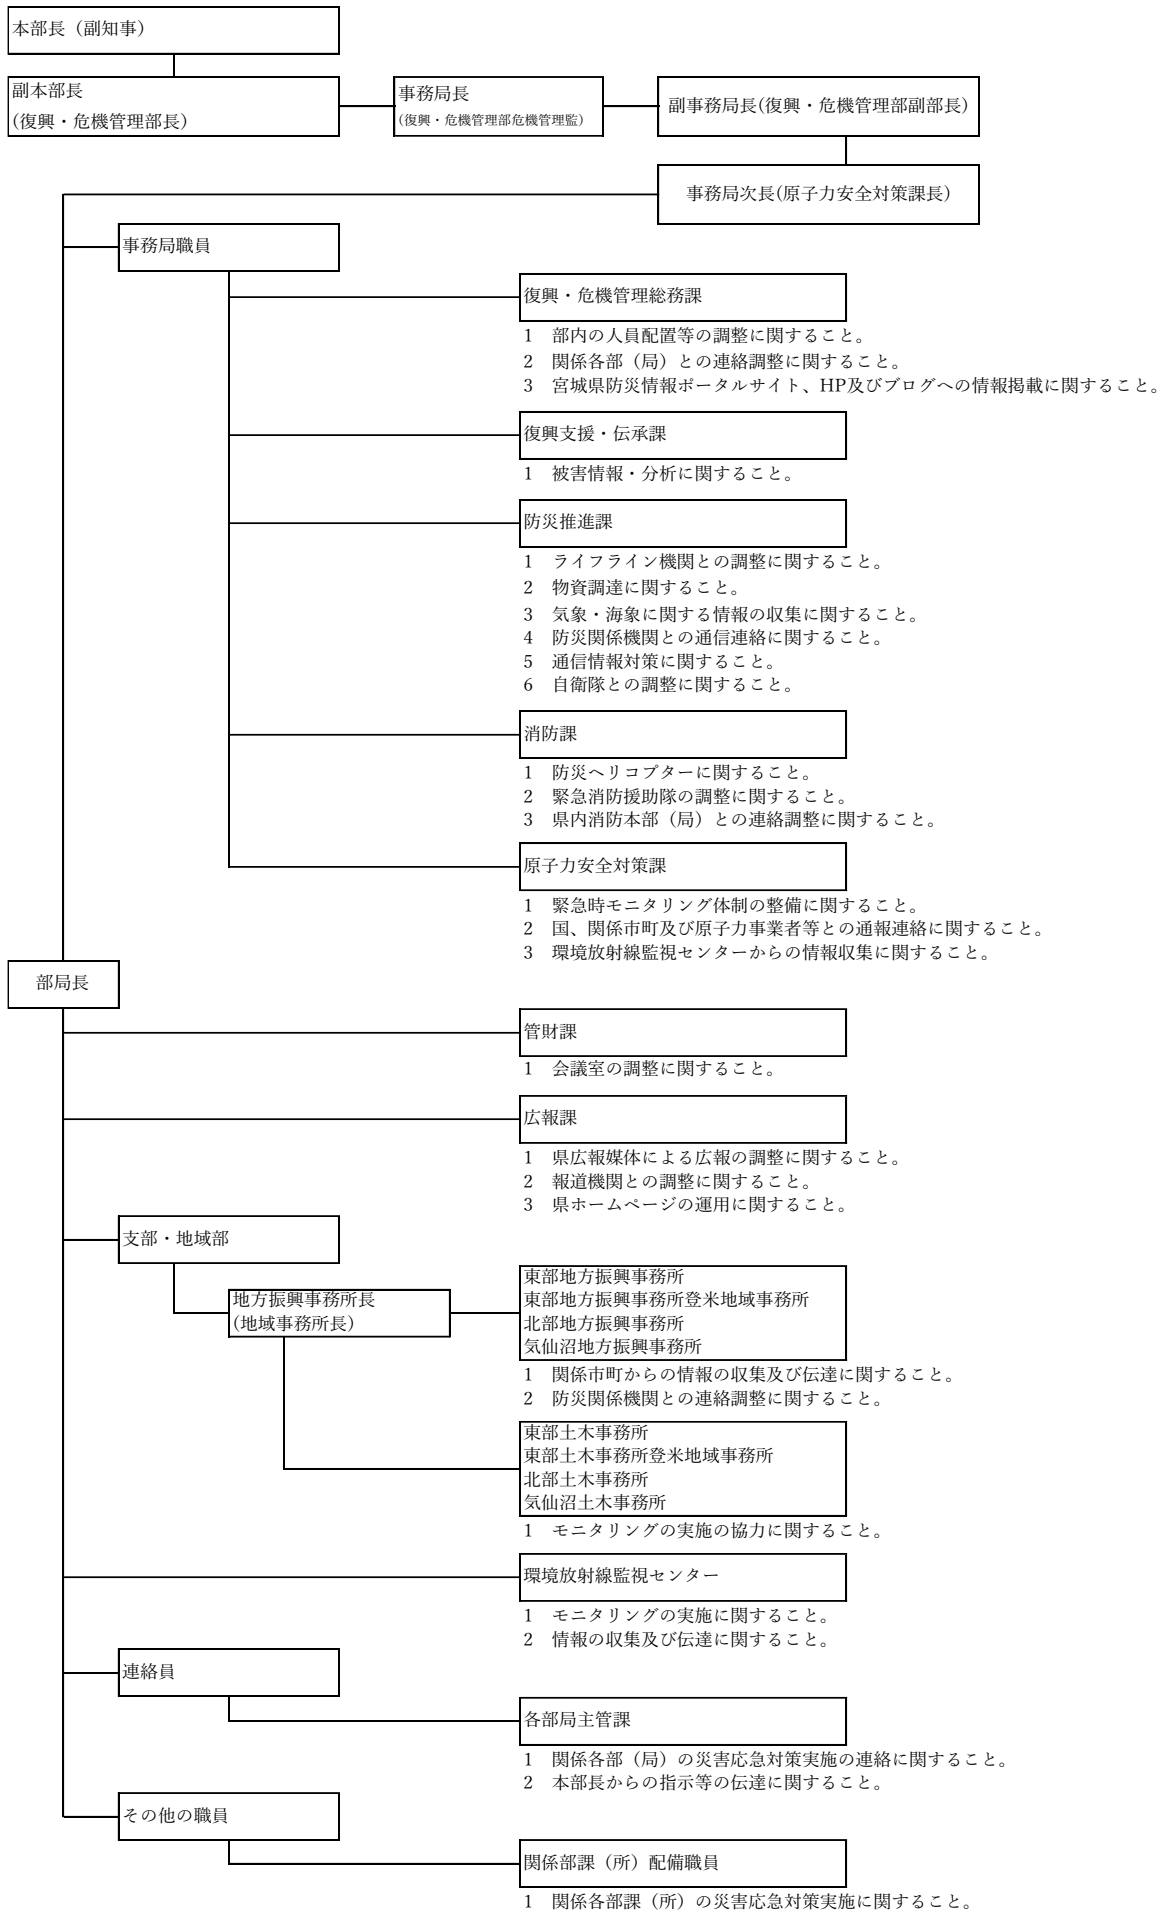 本部長（副知事）
副本部長
(復興・危機管理部長）
事務局長
(復興・危機管理部危機管理監）
副事務局長(復興・危機管理部副部長）
事務局次長(原子力安全対策課長）
事務局職員
復興・危機管理総務課
1　部内の人員配置等の調整に関すること。
2　関係各部（局）との連絡調整に関すること。
3　宮城県防災情報ポータルサイト、HP及びブログへの情報掲載に関すること。
復興支援・伝承課
1　被害情報・分析に関すること。
防災推進課
1　ライフライン機関との調整に関すること。
2　物資調達に関すること。
3　気象・海象に関する情報の収集に関すること。
4　防災関係機関との通信連絡に関すること。
5　通信情報対策に関すること。
6　自衛隊との調整に関すること。
消防課
1　防災ヘリコプターに関すること。
2　緊急消防援助隊の調整に関すること。
3　県内消防本部（局）との連絡調整に関すること。
原子力安全対策課
1　緊急時モニタリング体制の整備に関すること。
2　国、関係市町及び原子力事業者等との通報連絡に関すること。
3　環境放射線監視センターからの情報収集に関すること。
部局長
管財課
1　会議室の調整に関すること。
広報課
1　県広報媒体による広報の調整に関すること。
2　報道機関との調整に関すること。
3　県ホームページの運用に関すること。
支部・地域部
地方振興事務所長
(地域事務所長）
東部地方振興事務所
東部地方振興事務所登米地域事務所
北部地方振興事務所
気仙沼地方振興事務所
1　関係市町からの情報の収集及び伝達に関すること。
2　防災関係機関との連絡調整に関すること。
東部土木事務所
東部土木事務所登米地域事務所
北部土木事務所
気仙沼土木事務所
1　モニタリングの実施の協力に関すること。
環境放射線監視センター
1　モニタリングの実施に関すること。
2　情報の収集及び伝達に関すること。
連絡員
各部局主管課
1　関係各部（局）の災害応急対策実施の連絡に関すること。
2　本部長からの指示等の伝達に関すること。
その他の職員
関係部課（所）配備職員
1　関係各部課（所）の災害応急対策実施に関すること。